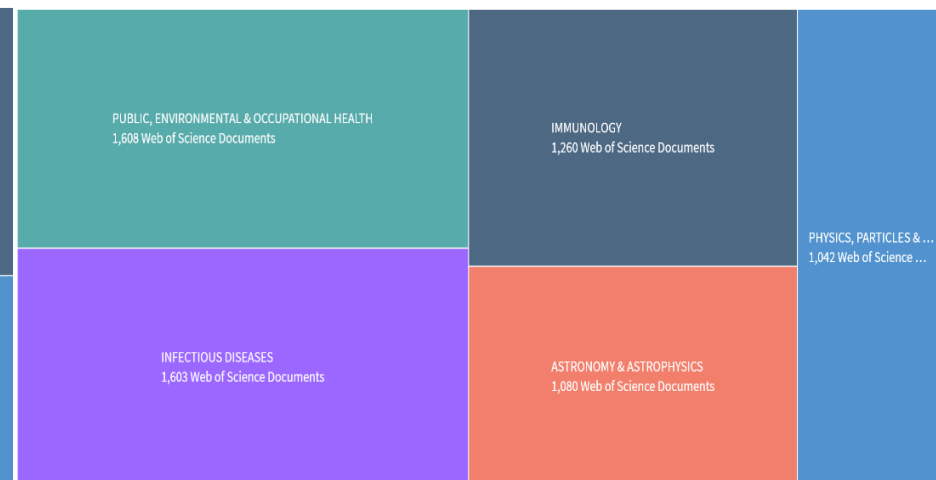 PUBLIC, ENVIRONMENTAL & OCCUPATIONAL HEALTH
1,608 Web of Science Documents
IMMUNOLOGY
1,260 Web of Science Documents
PHYSICS, PARTICLES & ...
1,042 Web of Science ...
INFECTIOUS DISEASES
1,603 Web of Science Documents
ASTRONOMY & ASTROPHYSICS
1,080 Web of Science Documents